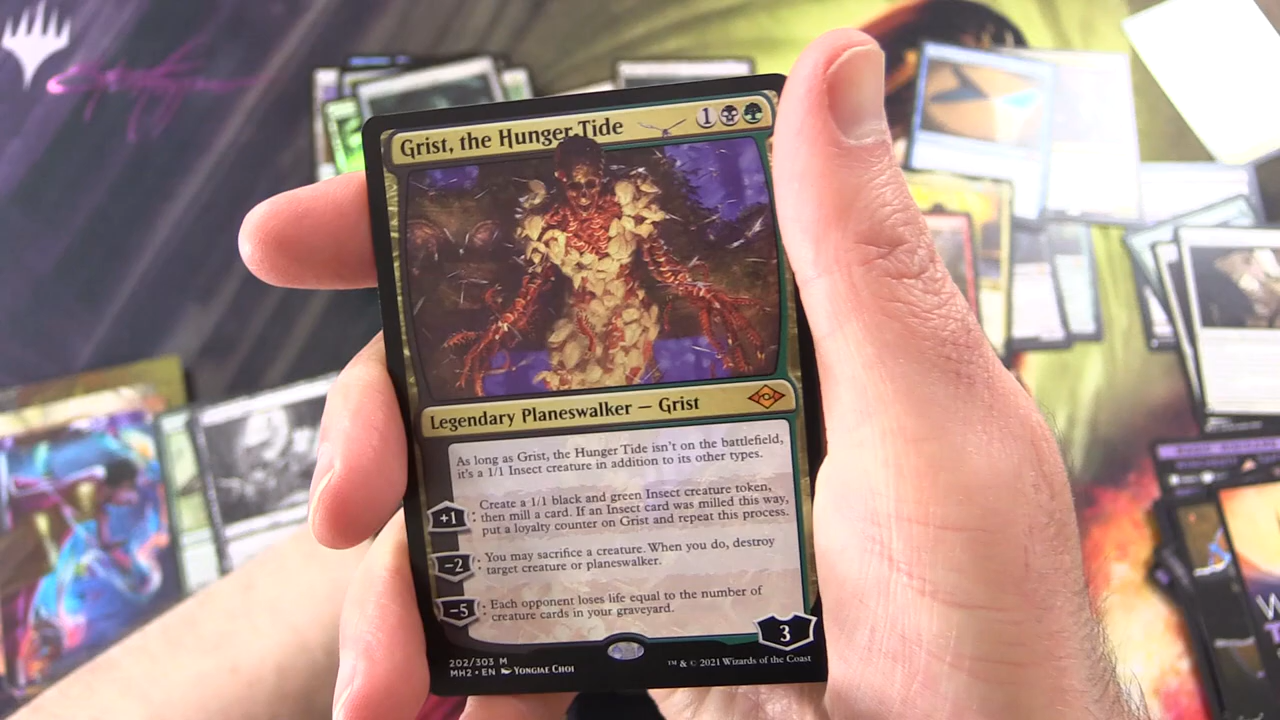 Grist, the Hunger Tide
1
Legendary Planeswalker — Grist
As long as Grist, the Hunger Tide isn't on the battlefield,
it's a 1/1 Insect creature in addition to its other types.
+1: Create a 1/1 black and green Insect creature token,
then mill a card. If an Insect card was milled this way,
put a loyalty counter on Grist and repeat this process.
−2: You may sacrifice a creature. When you do, destroy
target creature or planeswalker.
−5: Each opponent loses life equal to the number of
creature cards in your graveyard.
3
202/303 M
MH2 • EN Yongjae Choi
™ & © 2021 Wizards of the Coast